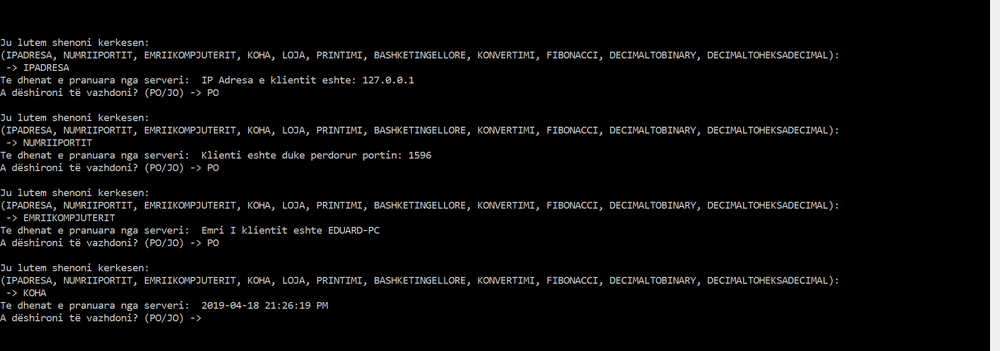 Ju lutem shenoni kerkesen:
(IPADRESA, NUMRIIPORTIT, EMRIIKOMPJUTERIT, KOHA, LOJA, PRINTIMI, BASHKETINGELLORE, KONVERTIMI, FIBONACCI, DECIMALTOBINARY, DECIMALTOHEKSADECIMAL):
-> IPADRESA
Te dhenat e pranuara nga serveri:  IP Adresa e klientit eshte: 127.0.0.1
A dëshironi të vazhdoni? (PO/JO) -> PO
Ju lutem shenoni kerkesen:
(IPADRESA, NUMRIIPORTIT, EMRIIKOMPJUTERIT, KOHA, LOJA, PRINTIMI, BASHKETINGELLORE, KONVERTIMI, FIBONACCI, DECIMALTOBINARY, DECIMALTOHEKSADECIMAL):
-> NUMRIIPORTIT
Te dhenat e pranuara nga serveri:  Klienti eshte duke perdorur portin: 1596
A dëshironi të vazhdoni? (PO/JO) -> PO
Ju lutem shenoni kerkesen:
(IPADRESA, NUMRIIPORTIT, EMRIIKOMPJUTERIT, KOHA, LOJA, PRINTIMI, BASHKETINGELLORE, KONVERTIMI, FIBONACCI, DECIMALTOBINARY, DECIMALTOHEKSADECIMAL):
-> EMRIIKOMPJUTERIT
Te dhenat e pranuara nga serveri:  Emri I klientit eshte EDUARD-PC
A dëshironi të vazhdoni? (PO/JO) -> PO
Ju lutem shenoni kerkesen:
(IPADRESA, NUMRIIPORTIT, EMRIIKOMPJUTERIT, KOHA, LOJA, PRINTIMI, BASHKETINGELLORE, KONVERTIMI, FIBONACCI, DECIMALTOBINARY, DECIMALTOHEKSADECIMAL):
-> KOHA
Te dhenat e pranuara nga serveri:  2019-04-18 21:26:19 PM
A dëshironi të vazhdoni? (PO/JO) ->